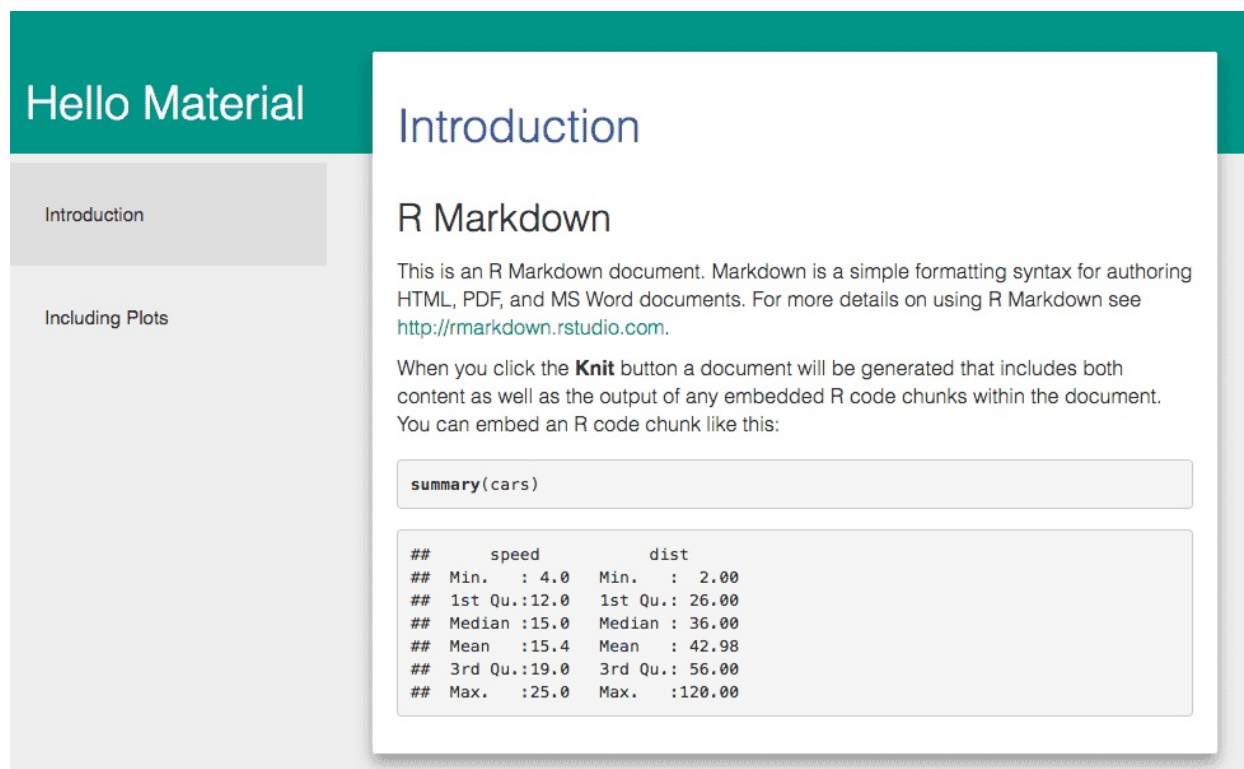 Hello Material
Introduction
Including Plots
Introduction
R Markdown
This is an R Markdown document. Markdown is a simple formatting syntax for authoring
HTML, PDF, and MS Word documents. For more details on using R Markdown see
http://rmarkdown.rstudio.com.
When you click the Knit button a document will be generated that includes both
content as well as the output of any embedded R code chunks within the document.
You can embed an R code chunk like this:
summary(cars)
##      speed           dist
##  Min.   : 4.0   Min.   :  2.00
##  1st Qu.:12.0   1st Qu.: 26.00
##  Median :15.0   Median : 36.00
##  Mean   :15.4   Mean   : 42.98
##  3rd Qu.:19.0   3rd Qu.: 56.00
##  Max.   :25.0   Max.   :120.00